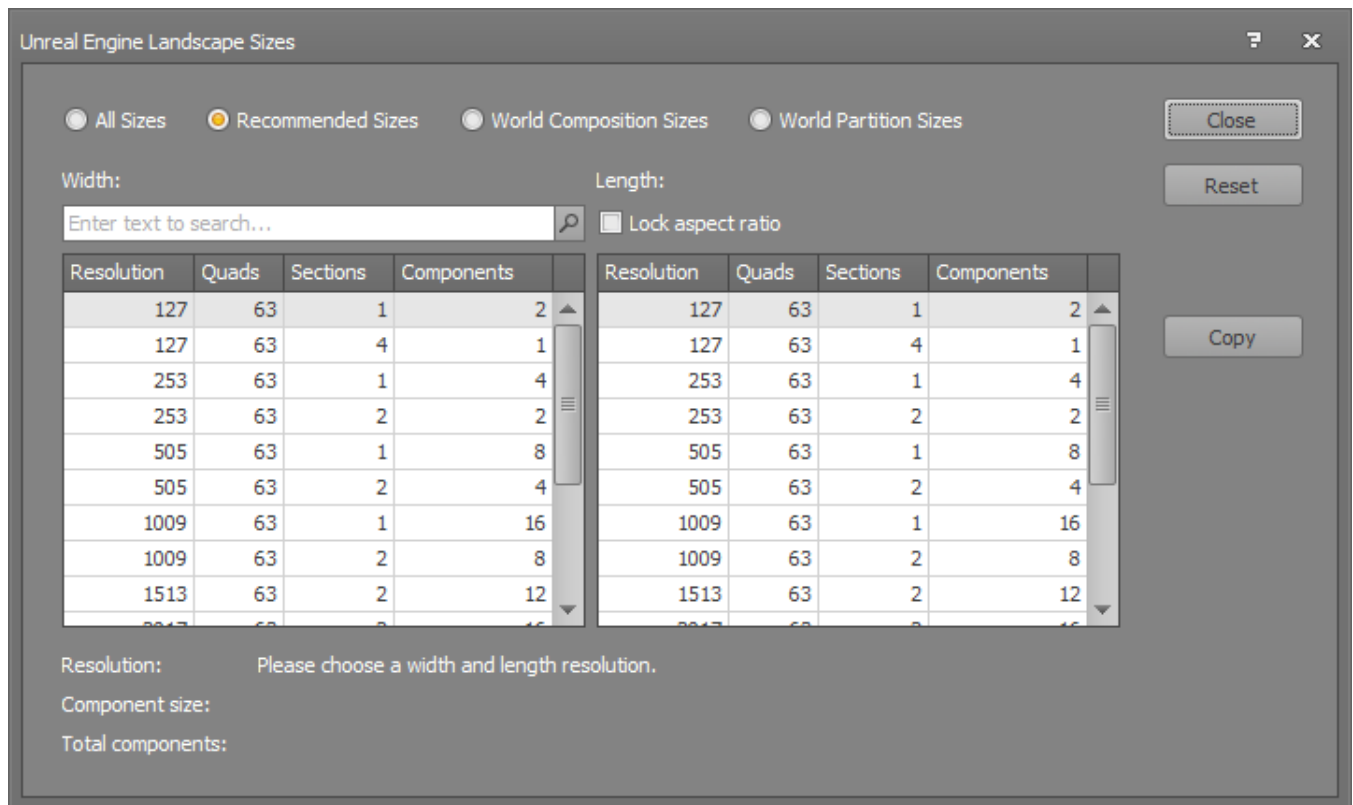 Unreal Engine Landscape Sizes
All Sizes Recommended Sizes World Composition Sizes World Partition Sizes Close
Width: Length: Reset
Enter text to search... Lock aspect ratio
Resolution Quads Sections Components Resolution Quads Sections Components
127 63 1 2 127 63 1 2
127 63 4 1 127 63 4 1 Copy
253 63 1 4 253 63 1 4
253 63 2 2 253 63 2 2
505 63 1 8 505 63 1 8
505 63 2 4 505 63 2 4
1009 63 1 16 1009 63 1 16
1009 63 2 8 1009 63 2 8
1513 63 2 12 1513 63 2 12
Resolution: Please choose a width and length resolution.
Component size:
Total components: